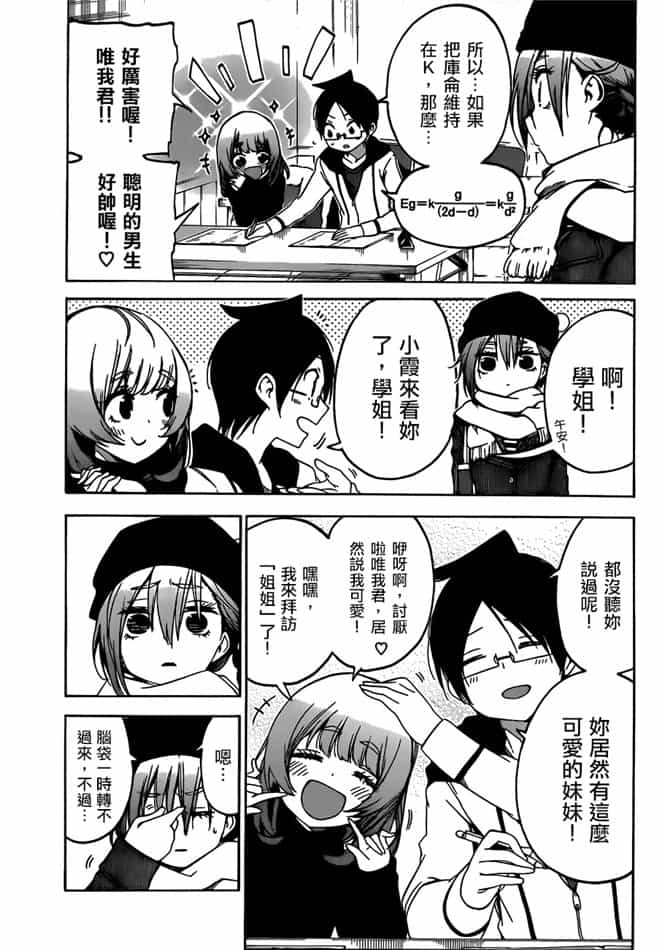 所以…如果
把庫侖維持
在K，那麼…
Eg=k g/(2d-d) =k g/d²
好厲害喔！
唯我君!!
聰明的男生
好帥喔！♡
啊！
學姐！
午安！
小霞來看妳
了，學姐！
都沒聽妳
說過呢！
妳居然有這麼
可愛的妹妹！
咿呀啊，討厭
啦唯我君，居♡
然說我可愛！
嘿嘿，
我來拜訪
「姐姐」了！
嗯…
腦袋一時轉不
過來，不過…